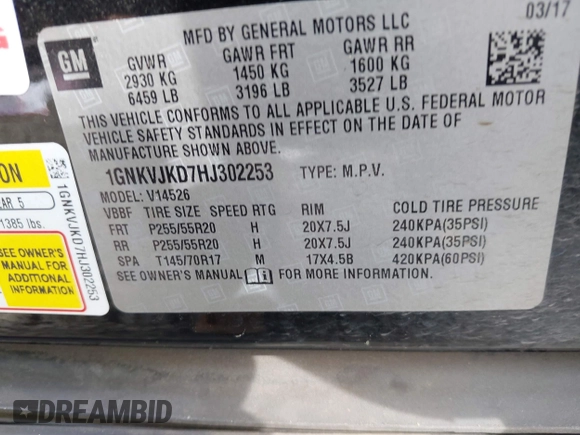 MFD BY GENERAL MOTORS LLC
03/17
GM
GVWR GAWR FRT GAWR RR
2930 KG 1450 KG 1600 KG
6459 LB 3196 LB 3527 LB
THIS VEHICLE CONFORMS TO ALL APPLICABLE U.S. FEDERAL MOTOR
VEHICLE SAFETY STANDARDS IN EFFECT ON THE DATE OF
MANUFACTURE SHOWN ABOVE.
1GNKVJKD7HJ302253 TYPE: M.P.V.
MODEL: V14526
VBBF TIRE SIZE SPEED RTG RIM COLD TIRE PRESSURE
FRT P255/55R20 H 20X7.5J 240KPA(35PSI)
RR P255/55R20 H 20X7.5J 240KPA(35PSI)
SPA T145/70R17 M 17X4.5B 420KPA(60PSI)
SEE OWNER'S MANUAL FOR MORE INFORMATION.
ON
AR 5
1385 lbs.
SEE OWNER'S
MANUAL FOR
ADDITIONAL
INFORMATION
1GNKVJKD7HJ302253
DREAMBID